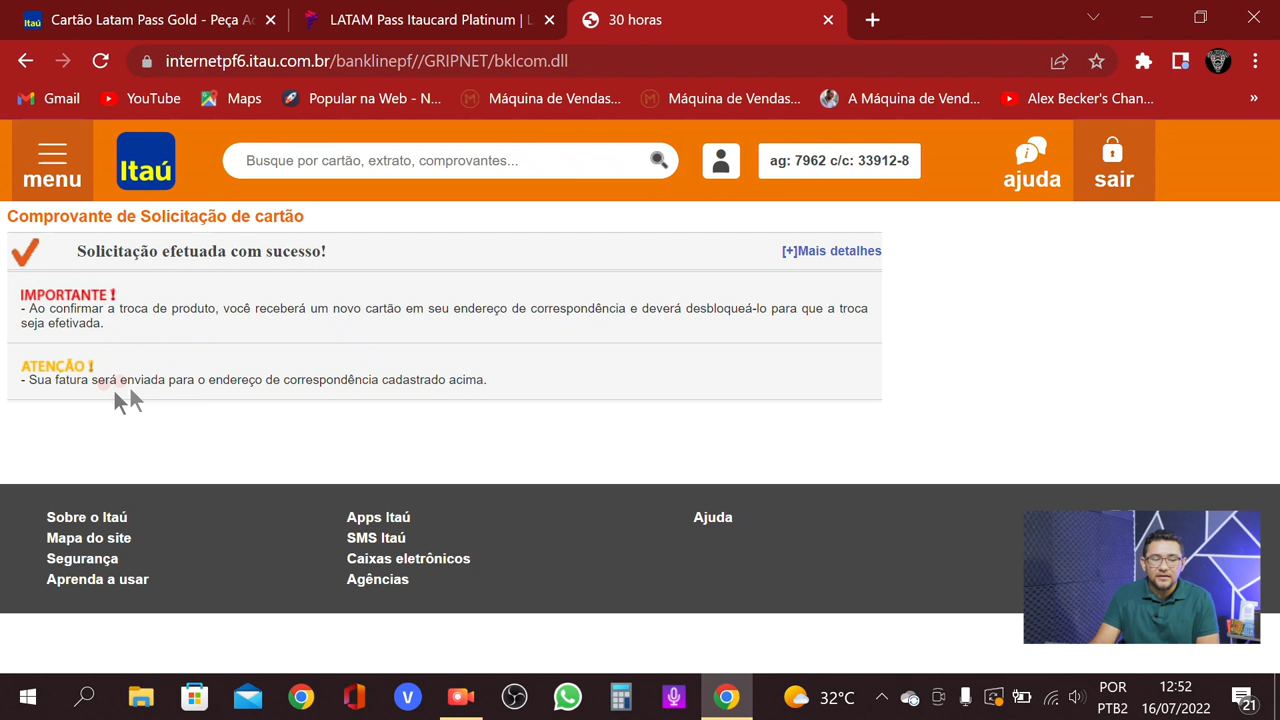 Itaú Cartão Latam Pass Gold - Peça A
LATAM Pass Itaucard Platinum |
30 horas
internetpf6.itau.com.br/banklinepf//GRIPNET/bklcom.dll
Gmail YouTube Maps Popular na Web - N... Máquina de Vendas... Máquina de Vendas... A Máquina de Vend... Alex Becker's Chan... »
menu
Itaú
Busque por cartão, extrato, comprovantes...
ag: 7962 c/c: 33912-8
ajuda
sair
Comprovante de Solicitação de cartão
Solicitação efetuada com sucesso!
[+]Mais detalhes
IMPORTANTE !
- Ao confirmar a troca de produto, você receberá um novo cartão em seu endereço de correspondência e deverá desbloqueá-lo para que a troca
seja efetivada.
ATENÇÃO !
- Sua fatura será enviada para o endereço de correspondência cadastrado acima.
Sobre o Itaú
Mapa do site
Segurança
Aprenda a usar
Apps Itaú
SMS Itaú
Caixas eletrônicos
Agências
Ajuda
V
32°C
POR
PTB2
12:52
16/07/2022
21